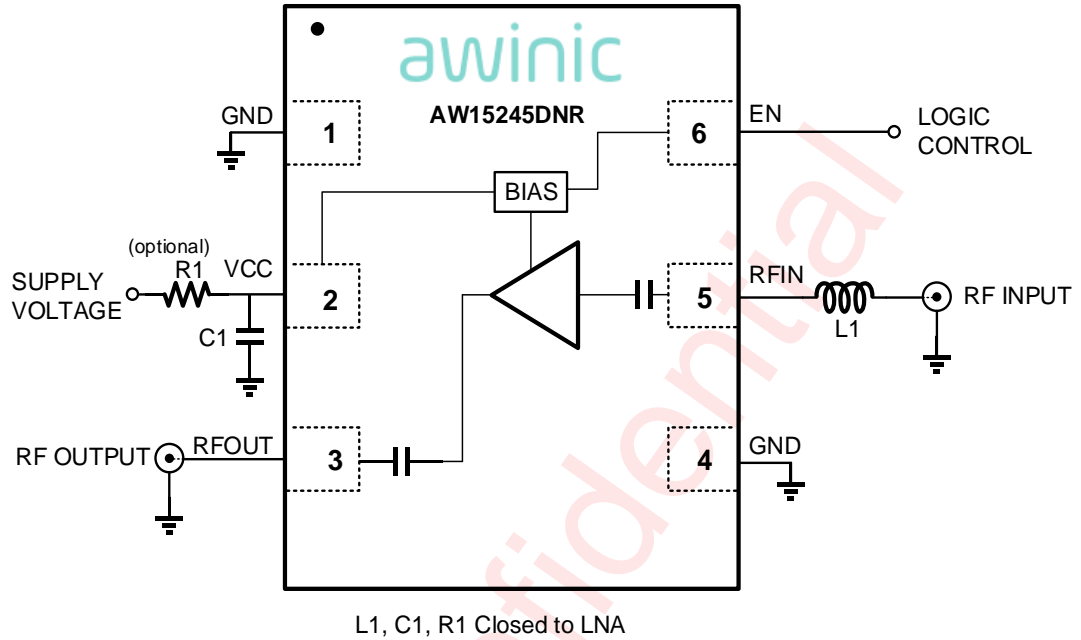 awinic
AW15245DNR
GND
1
6
EN
LOGIC
CONTROL
BIAS
(optional)
R1
VCC
SUPPLY
VOLTAGE
2
C1
5
RFIN
L1
RF INPUT
RF OUTPUT
RFOUT
3
4
GND
L1, C1, R1 Closed to LNA